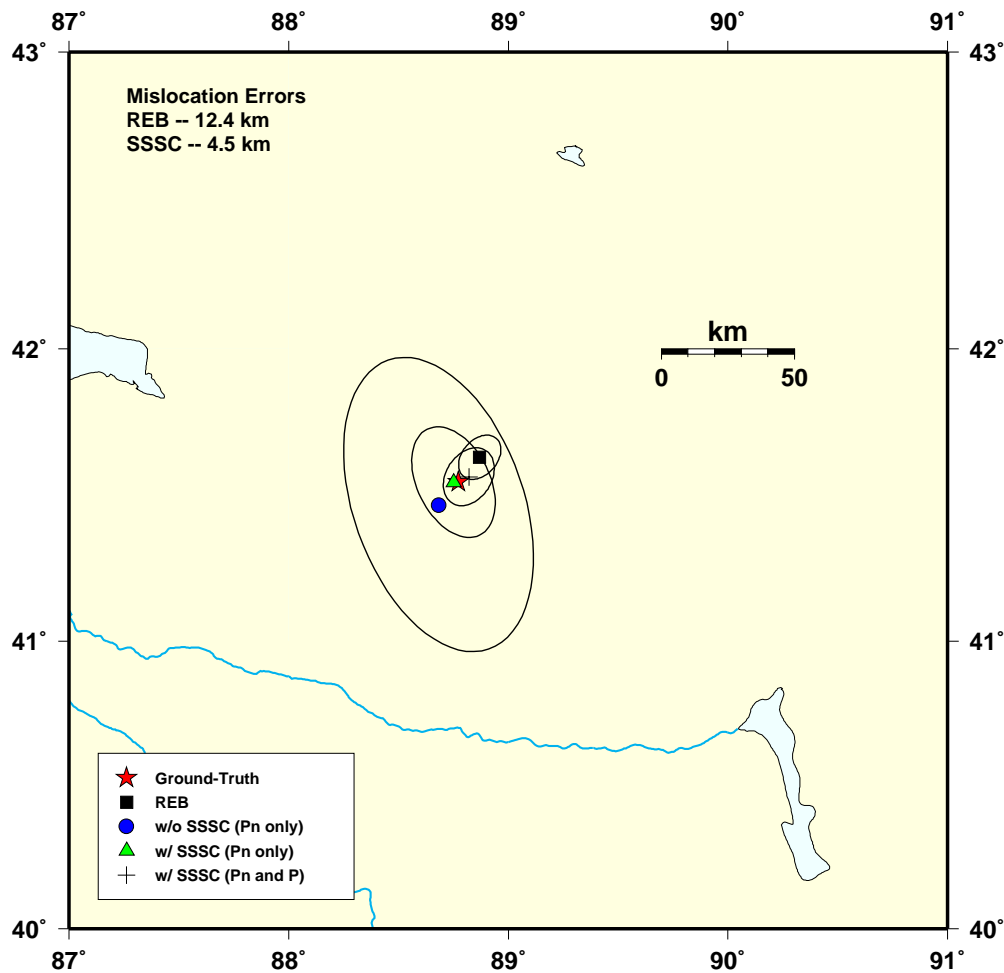 87˚ 88˚ 89˚ 90˚ 91˚
43˚ 43˚
Mislocation Errors
REB -- 12.4 km
SSSC -- 4.5 km
km
42˚ 42˚
0 50
41˚ 41˚
Ground-Truth
REB
w/o SSSC (Pn only)
w/ SSSC (Pn only)
w/ SSSC (Pn and P)
40˚ 40˚
87˚ 88˚ 89˚ 90˚ 91˚